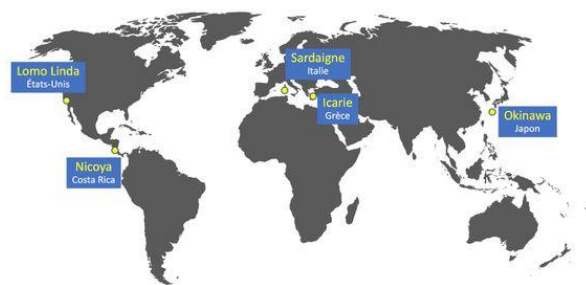 Lomo Linda
États-Unis
Nicoya
Costa Rica
Sardaigne
Italie
Icarie
Grèce
Okinawa
Japon